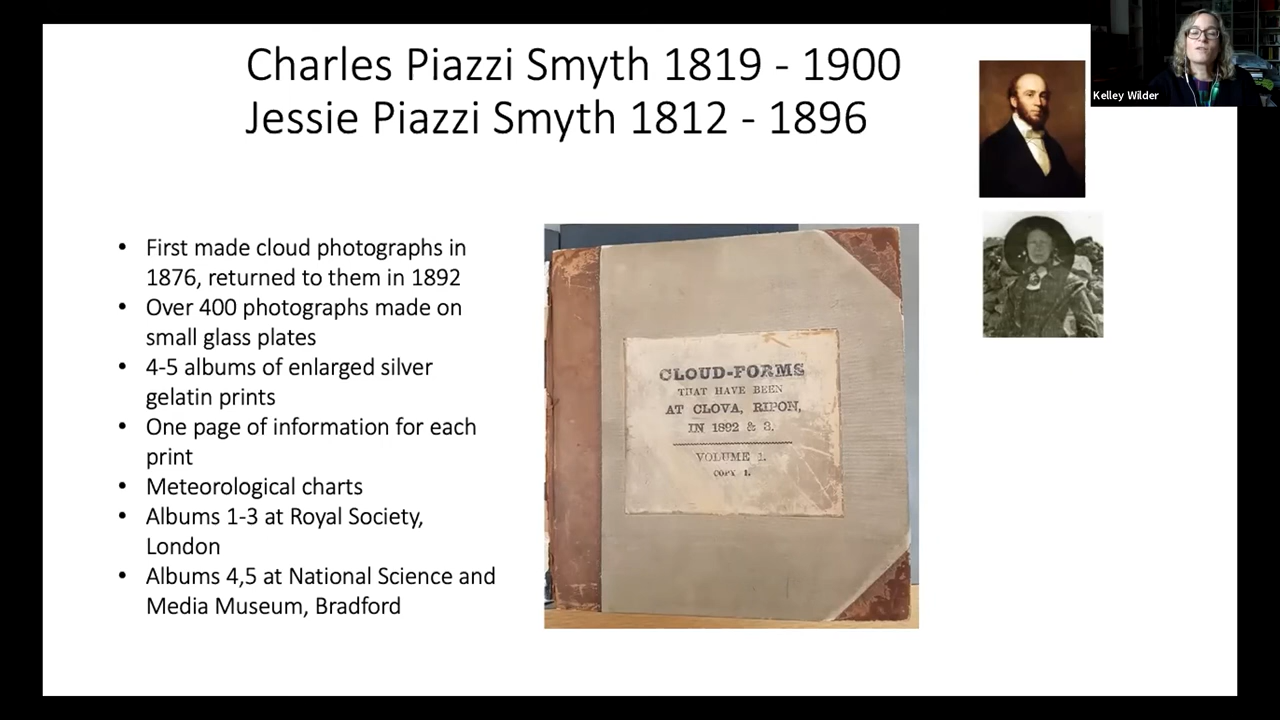 Charles Piazzi Smyth 1819 - 1900
Jessie Piazzi Smyth 1812 - 1896
Kelley Wilder
• First made cloud photographs in
1876, returned to them in 1892
• Over 400 photographs made on
small glass plates
• 4-5 albums of enlarged silver
gelatin prints
• One page of information for each
print
• Meteorological charts
• Albums 1-3 at Royal Society,
London
• Albums 4,5 at National Science and
Media Museum, Bradford
CLOUD-FORMS
THAT HAVE BEEN
AT CLOVA, RIPON,
IN 1892 & 3.
VOLUME 1.
COPY 1.